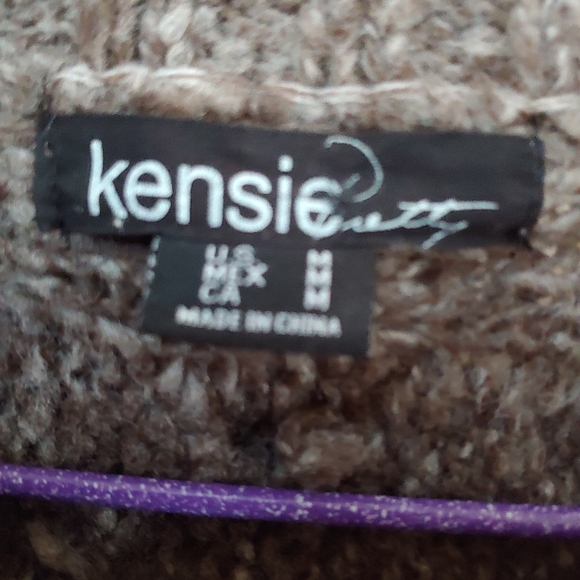 kensie Pretty
U.S. M
MEX M
CA M
MADE IN CHINA